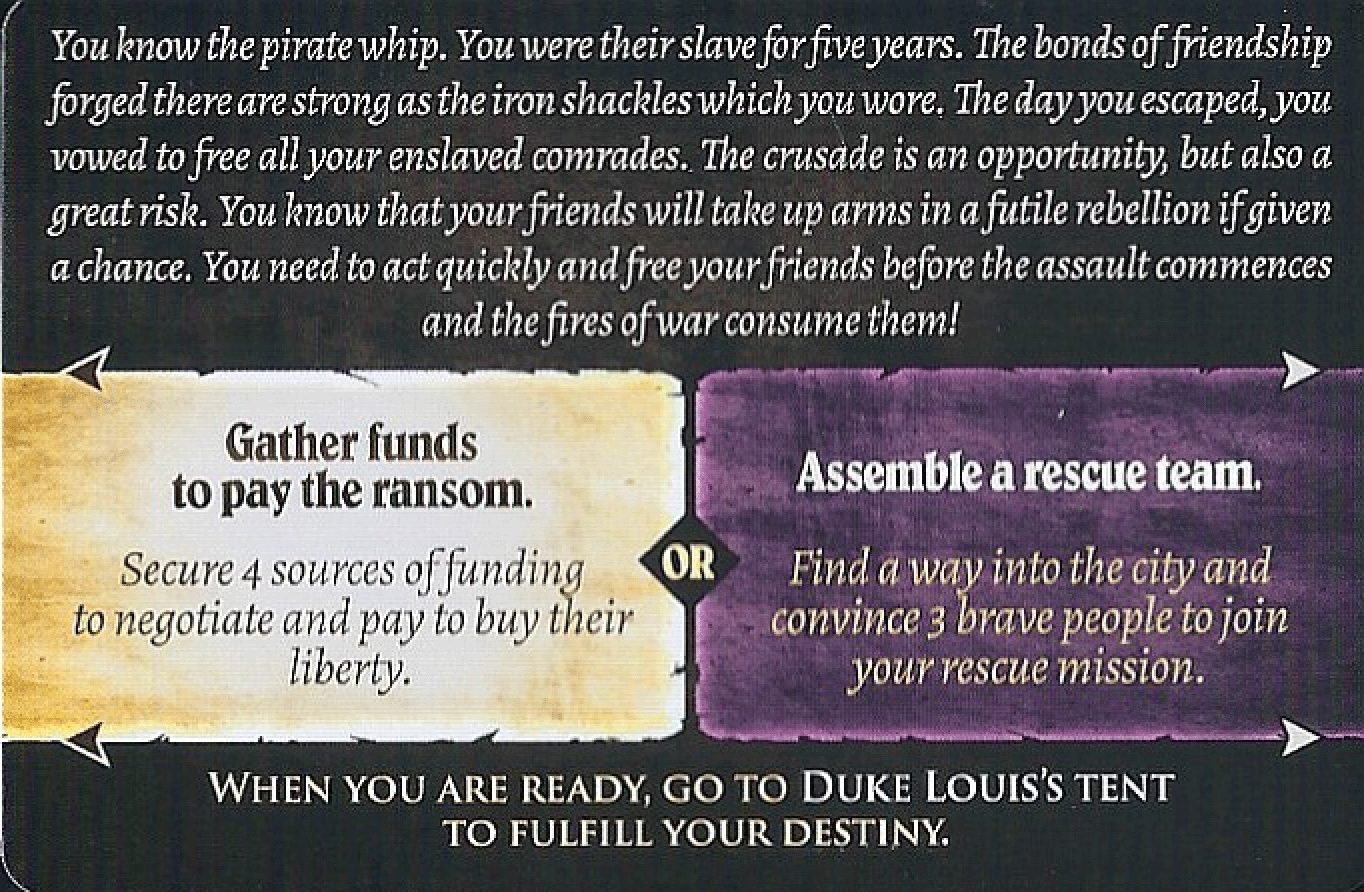 You know the pirate whip. You were their slave for five years. The bonds of friendship
forged there are strong as the iron shackles which you wore. The day you escaped, you
vowed to free all your enslaved comrades. The crusade is an opportunity, but also a
great risk. You know that your friends will take up arms in a futile rebellion if given
a chance. You need to act quickly and free your friends before the assault commences
and the fires of war consume them!
Gather funds
to pay the ransom.
Secure 4 sources of funding
to negotiate and pay to buy their
liberty.
OR
Assemble a rescue team.
Find a way into the city and
convince 3 brave people to join
your rescue mission.
WHEN YOU ARE READY, GO TO DUKE LOUIS'S TENT
TO FULFILL YOUR DESTINY.